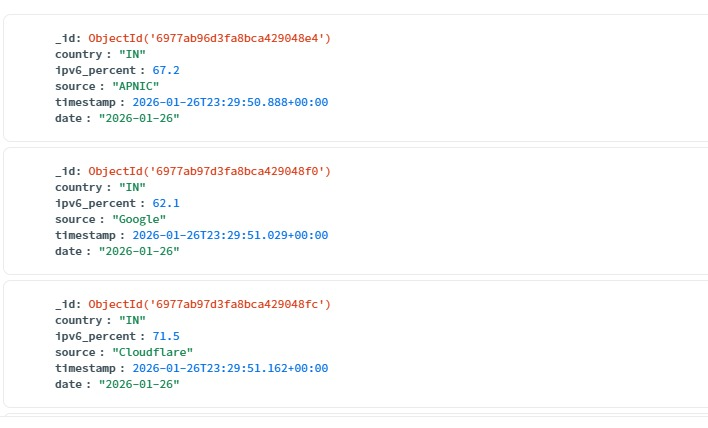 _id: ObjectId('6977ab96d3fa8bca429048e4')
country : "IN"
ipv6_percent : 67.2
source : "APNIC"
timestamp : 2026-01-26T23:29:50.888+00:00
date : "2026-01-26"
_id: ObjectId('6977ab97d3fa8bca429048f0')
country : "IN"
ipv6_percent : 62.1
source : "Google"
timestamp : 2026-01-26T23:29:51.029+00:00
date : "2026-01-26"
_id: ObjectId('6977ab97d3fa8bca429048fc')
country : "IN"
ipv6_percent : 71.5
source : "Cloudflare"
timestamp : 2026-01-26T23:29:51.162+00:00
date : "2026-01-26"